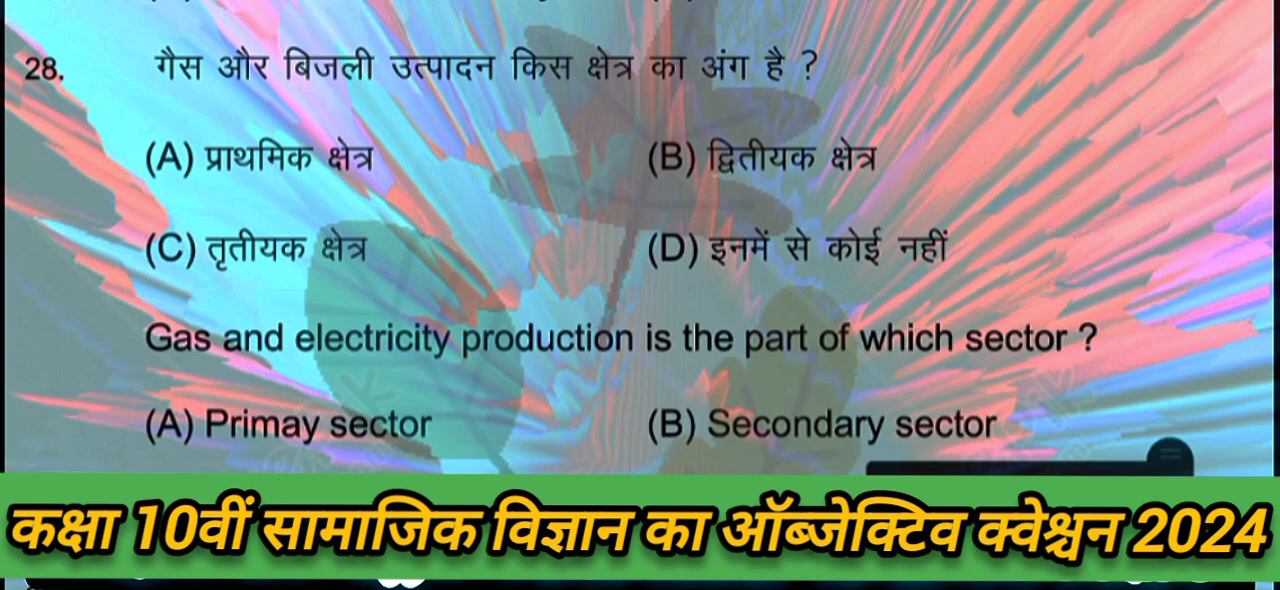 28. गैस और बिजली उत्पादन किस क्षेत्र का अंग है ?
(A) प्राथमिक क्षेत्र (B) द्वितीयक क्षेत्र
(C) तृतीयक क्षेत्र (D) इनमें से कोई नहीं
Gas and electricity production is the part of which sector ?
(A) Primay sector (B) Secondary sector
कक्षा 10वीं सामाजिक विज्ञान का ऑब्जेक्टिव क्वेश्चन 2024